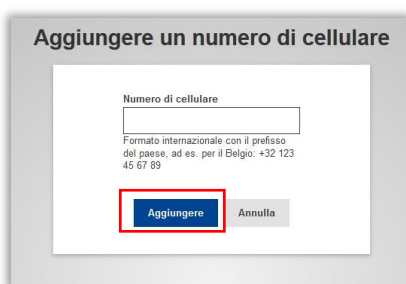 Aggiungere un numero di cellulare
Numero di cellulare
Formato internazionale con il prefisso
del paese, ad es. per il Belgio: +32 123
45 67 89
Aggiungere Annulla